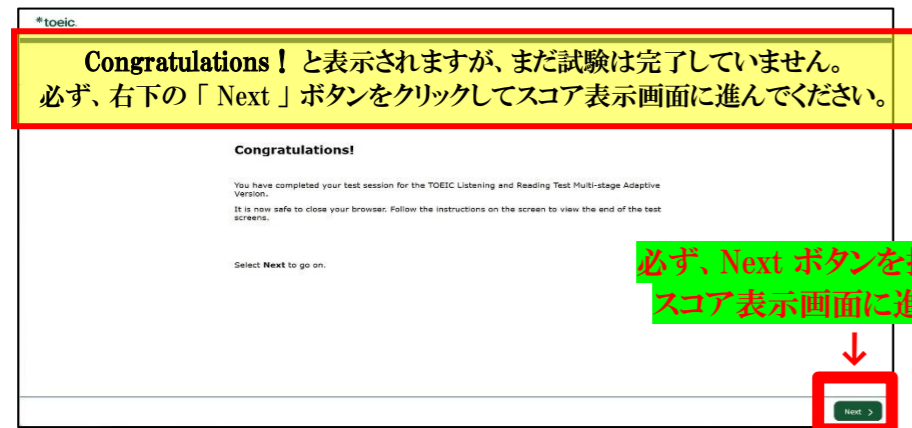 *toeic.
Congratulations！ と表示されますが、まだ試験は完了していません。
必ず、右下の「 Next 」ボタンをクリックしてスコア表示画面に進んでください。
Congratulations!
You have completed your test session for the TOEIC Listening and Reading Test Multi-stage Adaptive
Version.
It is now safe to close your browser. Follow the instructions on the screen to view the end of the test
screens.
Select Next to go on.
必ず、Next ボタンを
スコア表示画面に
↓
Next >